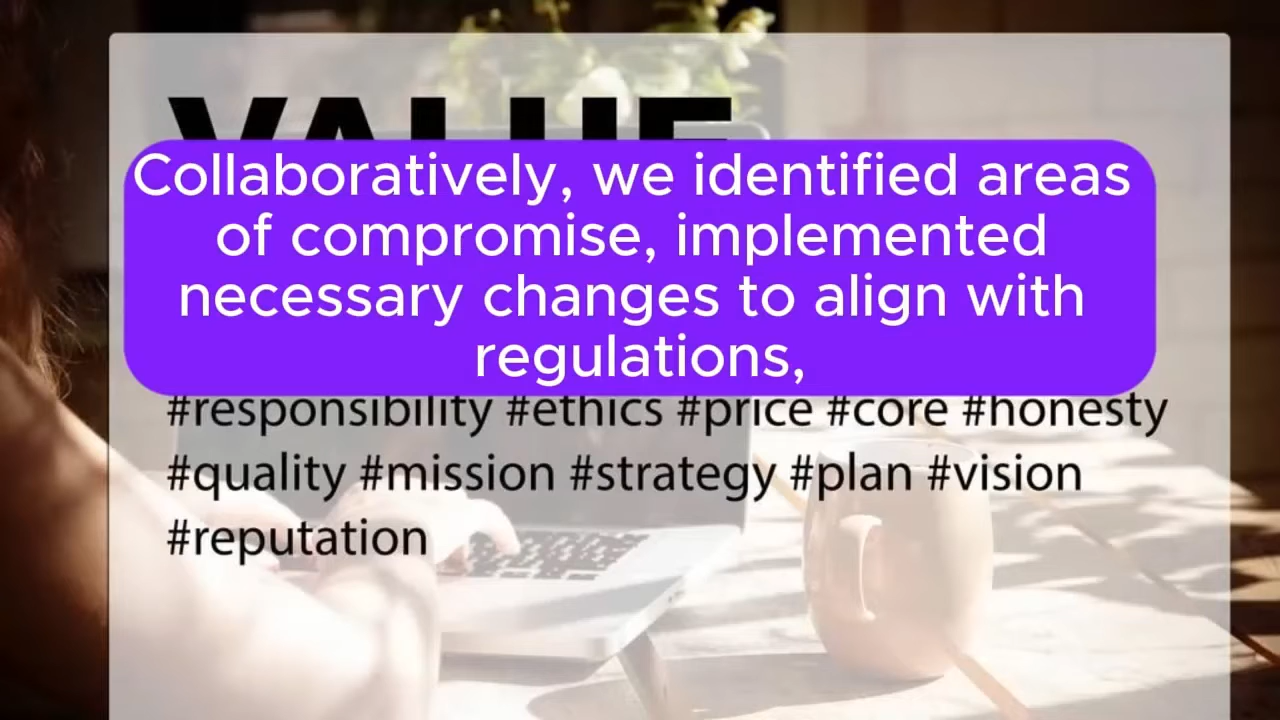 VALUE
Collaboratively, we identified areas
of compromise, implemented
necessary changes to align with
regulations,
#responsibility #ethics #price #core #honesty
#quality #mission #strategy #plan #vision
#reputation